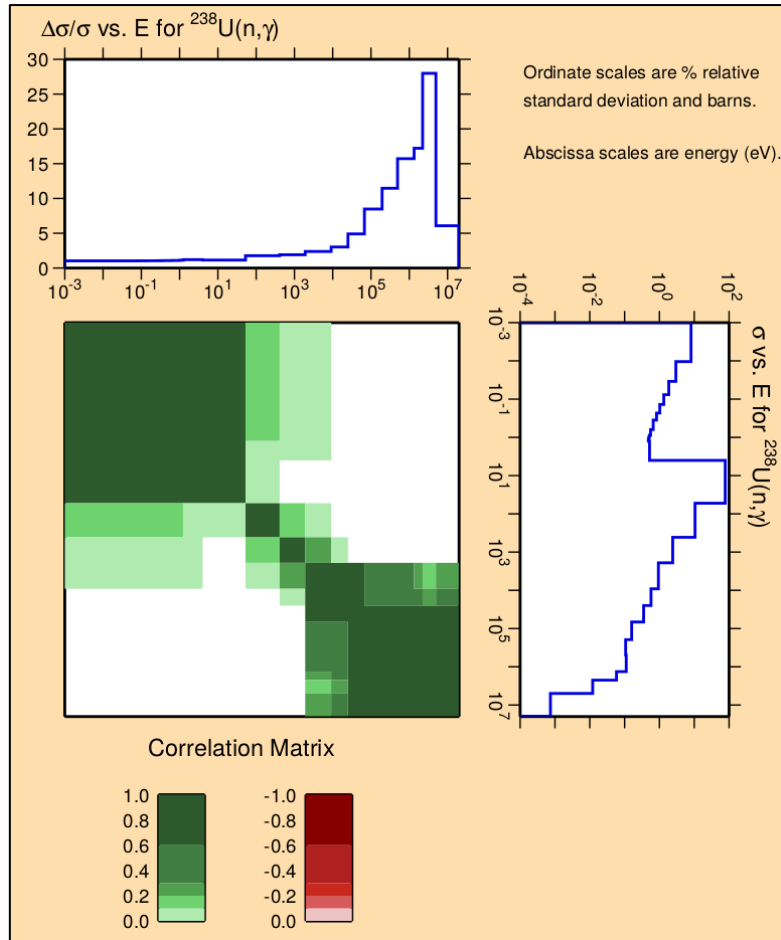 Δσ/σ vs. E for ²³⁸U(n,γ)
30
25
20
15
10
5
0
10⁻³ 10⁻¹ 10¹ 10³ 10⁵ 10⁷
Ordinate scales are % relative
standard deviation and barns.
Abscissa scales are energy (eV).
10⁻⁴ 10⁻² 10⁰ 10²
10⁻³
10⁻¹
10¹
10³
10⁵
10⁷
σ vs. E for ²³⁸U(n,γ)
Correlation Matrix
1.0 -1.0
0.8 -0.8
0.6 -0.6
0.4 -0.4
0.2 -0.2
0.0 0.0